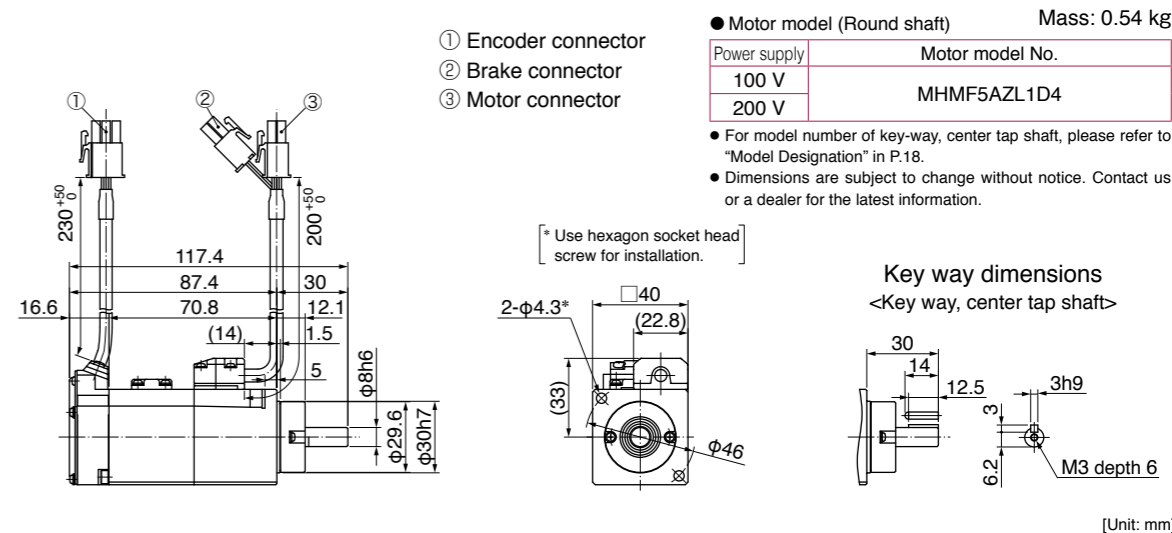 ① Encoder connector
② Brake connector
③ Motor connector
● Motor model (Round shaft)
Mass: 0.54 kg
Power supply
Motor model No.
100 V
200 V
MHMF5AZL1D4
● For model number of key-way, center tap shaft, please refer to
“Model Designation” in P.18.
● Dimensions are subject to change without notice. Contact us
or a dealer for the latest information.
①
②
③
230 +50 0
200 +50 0
117.4
87.4
30
16.6
70.8
12.1
(14)
1.5
5
ϕ8h6
ϕ29.6
ϕ30h7
* Use hexagon socket head
screw for installation.
□40
2-ϕ4.3*
(22.8)
(33)
ϕ46
Key way dimensions
<Key way, center tap shaft>
30
14
12.5
3h9
3
6.2
M3 depth 6
[Unit: mm]